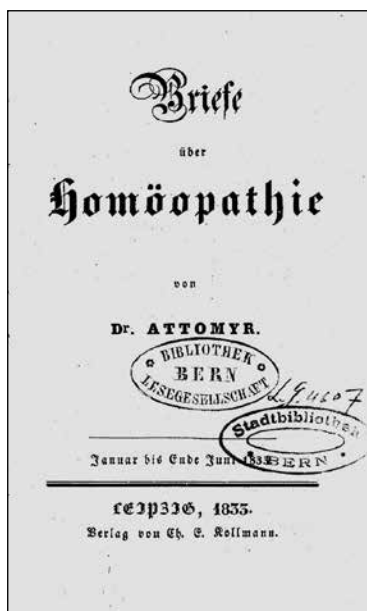 Briefe
über
Homöopathie
von
Dr. ATTOMYR.
BIBLIOTHEK
BERN
LESEGESELLSCHAFT
L. G. 4607
Stadtbibliothek
BERN
Januar bis Ende Juni
LEIPZIG, 1833.
Verlag von Ch. E. Kollmann.